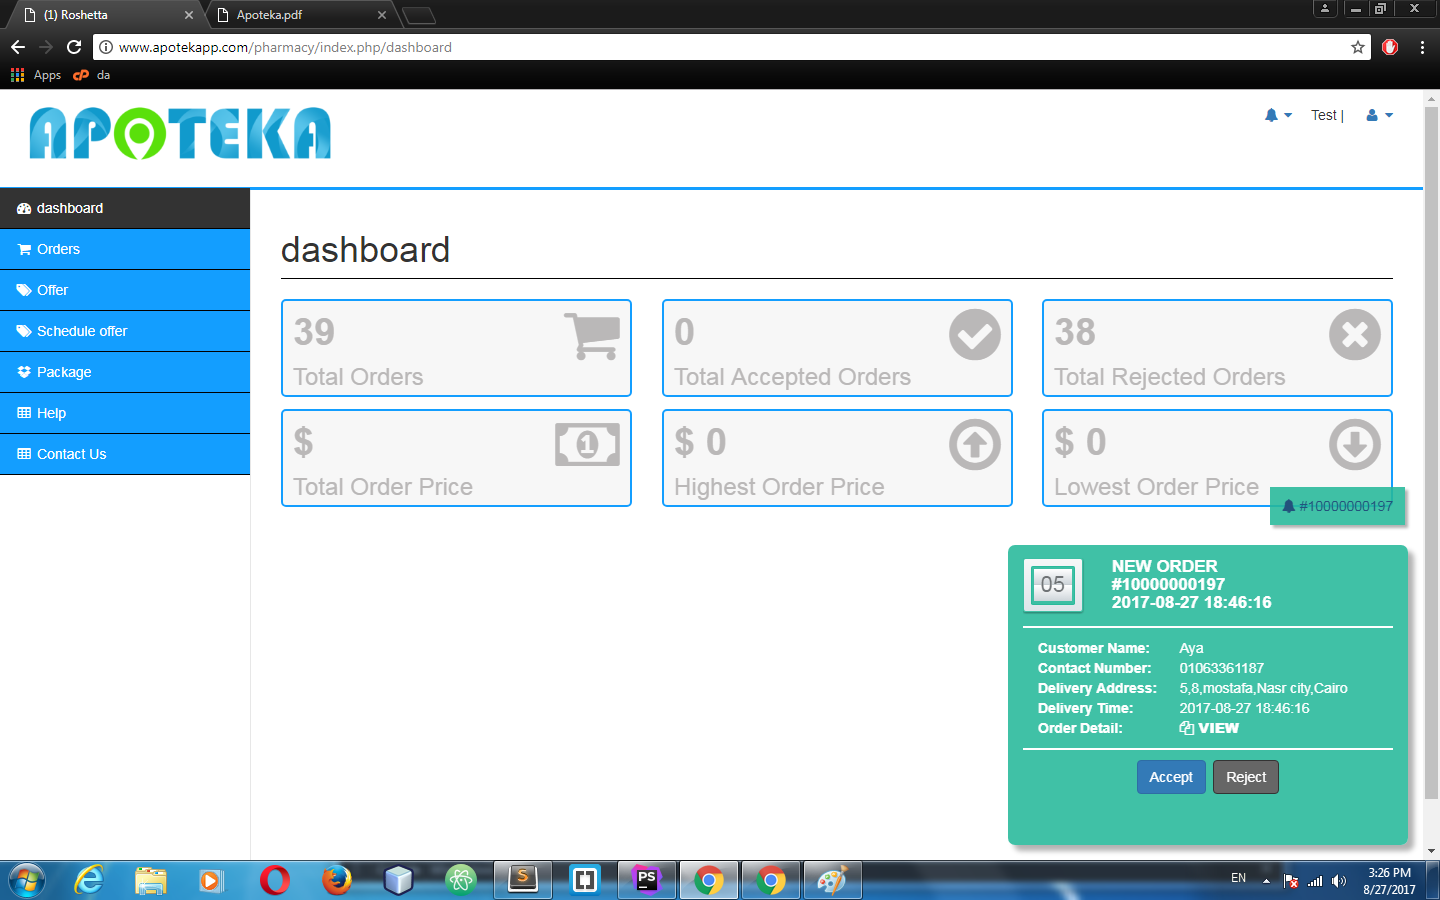 (1) Roshetta
Apoteka.pdf
www.apotekapp.com/pharmacy/index.php/dashboard
Apps
cP
da
APOTEKA
Test |
dashboard
Orders
Offer
Schedule offer
Package
Help
Contact Us
dashboard
39
Total Orders
0
Total Accepted Orders
38
Total Rejected Orders
$
1
Total Order Price
$ 0
Highest Order Price
$ 0
Lowest Order Price
#10000000197
05
NEW ORDER
#10000000197
2017-08-27 18:46:16
Customer Name: Aya
Contact Number: 01063361187
Delivery Address: 5,8,mostafa,Nasr city,Cairo
Delivery Time: 2017-08-27 18:46:16
Order Detail: VIEW
Accept
Reject
S
PS
EN
3:26 PM
8/27/2017